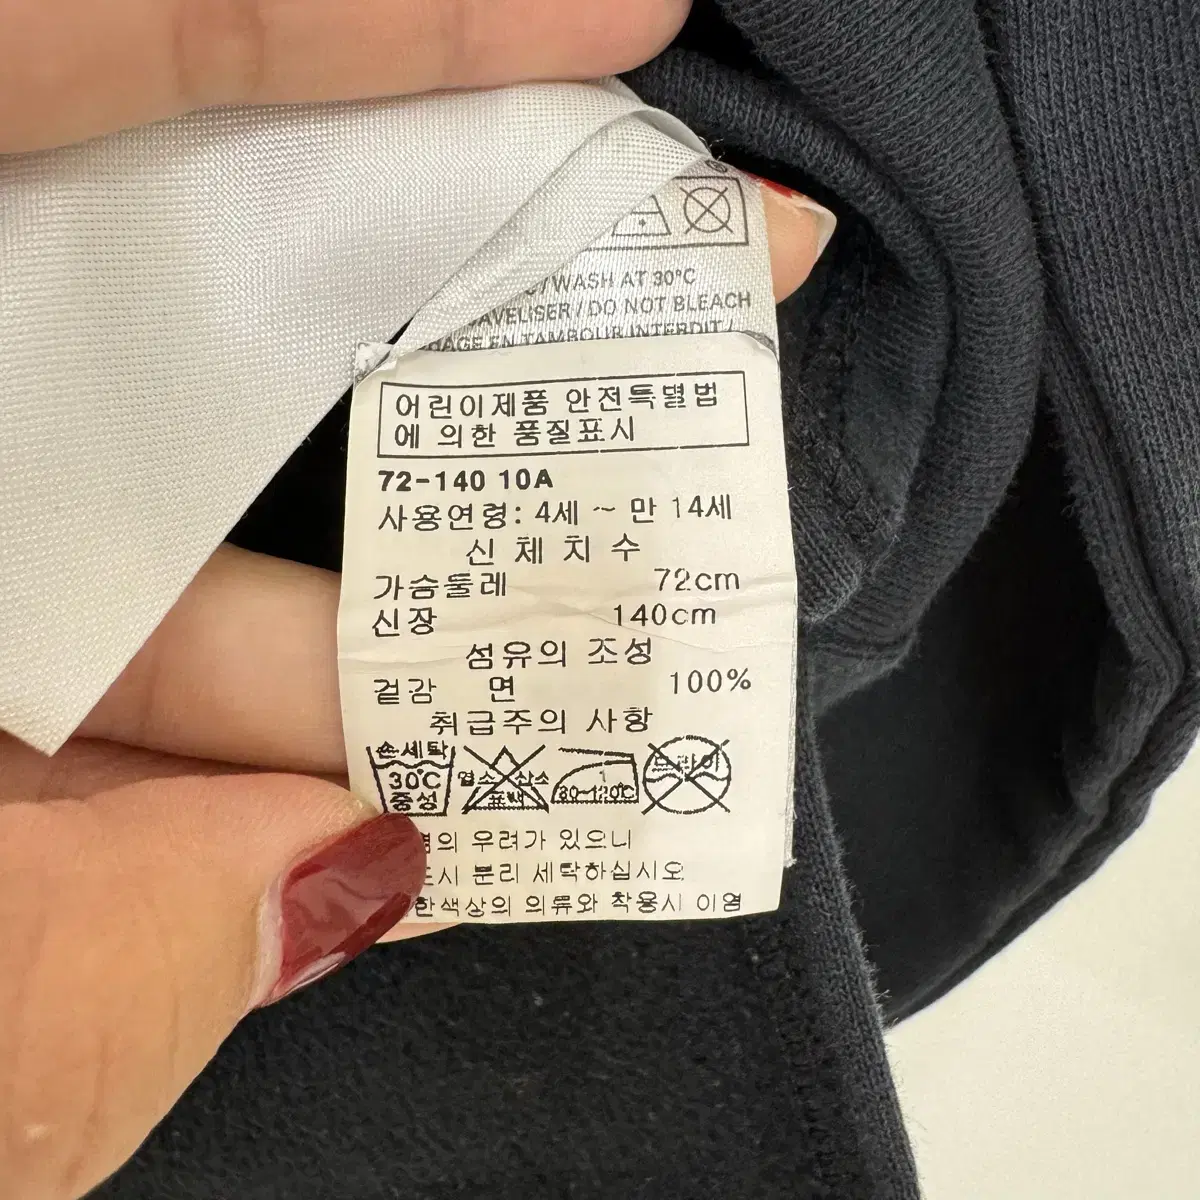 /WASH AT 30°C
AVELISER / DO NOT BLEACH
EN TAMBOUR INTERDIT /
어린이제품 안전특별법
에 의한 품질표시
72-140 10A
사용연령: 4세 ~ 만 14세
신 체 치 수
가슴둘레 72cm
신장 140cm
섬유의 조성
겉감 면 100%
취급주의 사항
손세탁
30℃
중성
염소 산소
표백
80~120℃
드라이
의 우려가 있으니
시 분리 세탁하십시오
한색상의 의류와 착용시 이염